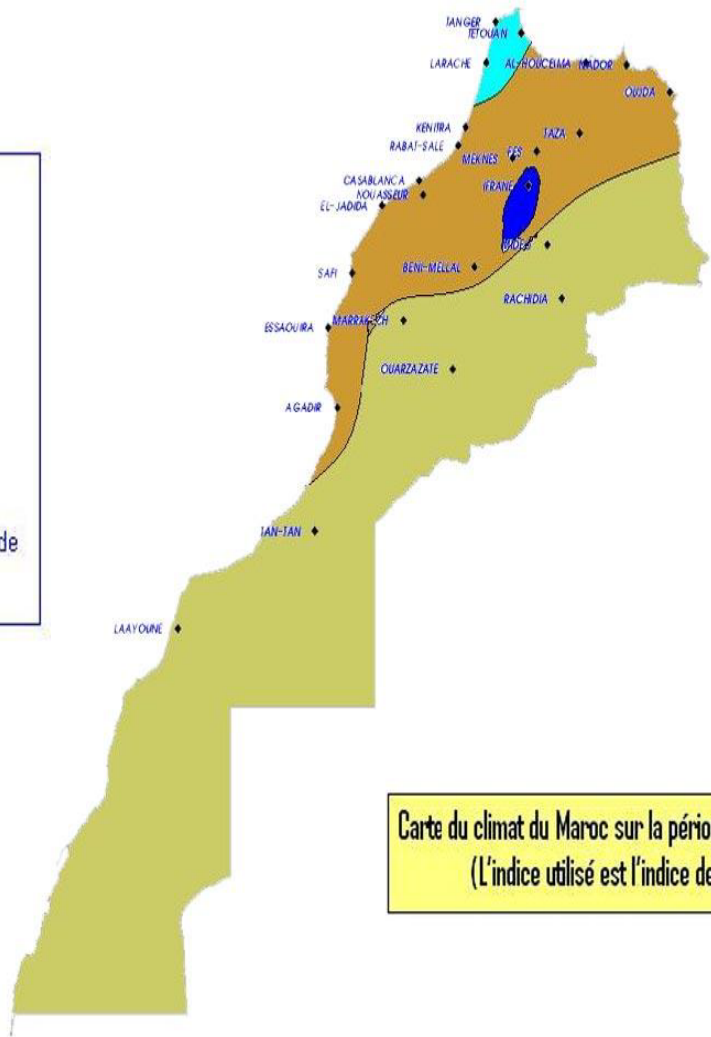 TANGER
TETOUAN
LARACHE
AL-HOUCEIMA
NADOR
OUJDA
KENITRA
RABAT-SALE
TAZA
FES
MEKNES
IFRANE
CASABLANCA
NOUASSEUR
EL-JADIDA
BENI-MELLAL
SAFI
RACHIDIA
ESSAOUIRA
MARRAKECH
OUARZAZATE
AGADIR
de
TAN-TAN
LAAYOUNE
Carte du climat du Maroc sur la pério
(L'indice utilisé est l'indice de